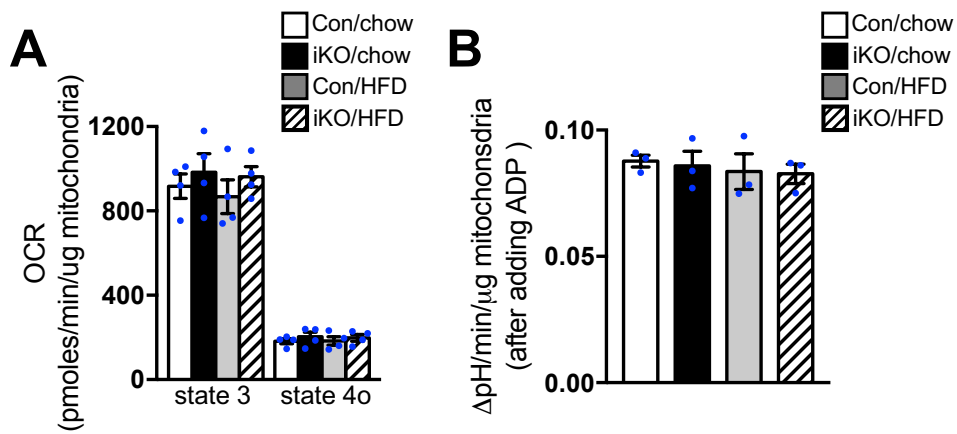 A
Con/chow
iKO/chow
Con/HFD
iKO/HFD
OCR
(pmoles/min/ug mitochondria)
1200
800
400
0
state 3
state 4o
B
Con/chow
iKO/chow
Con/HFD
iKO/HFD
ΔpH/min/μg mitochonsdria
(after adding ADP )
0.10
0.05
0.00